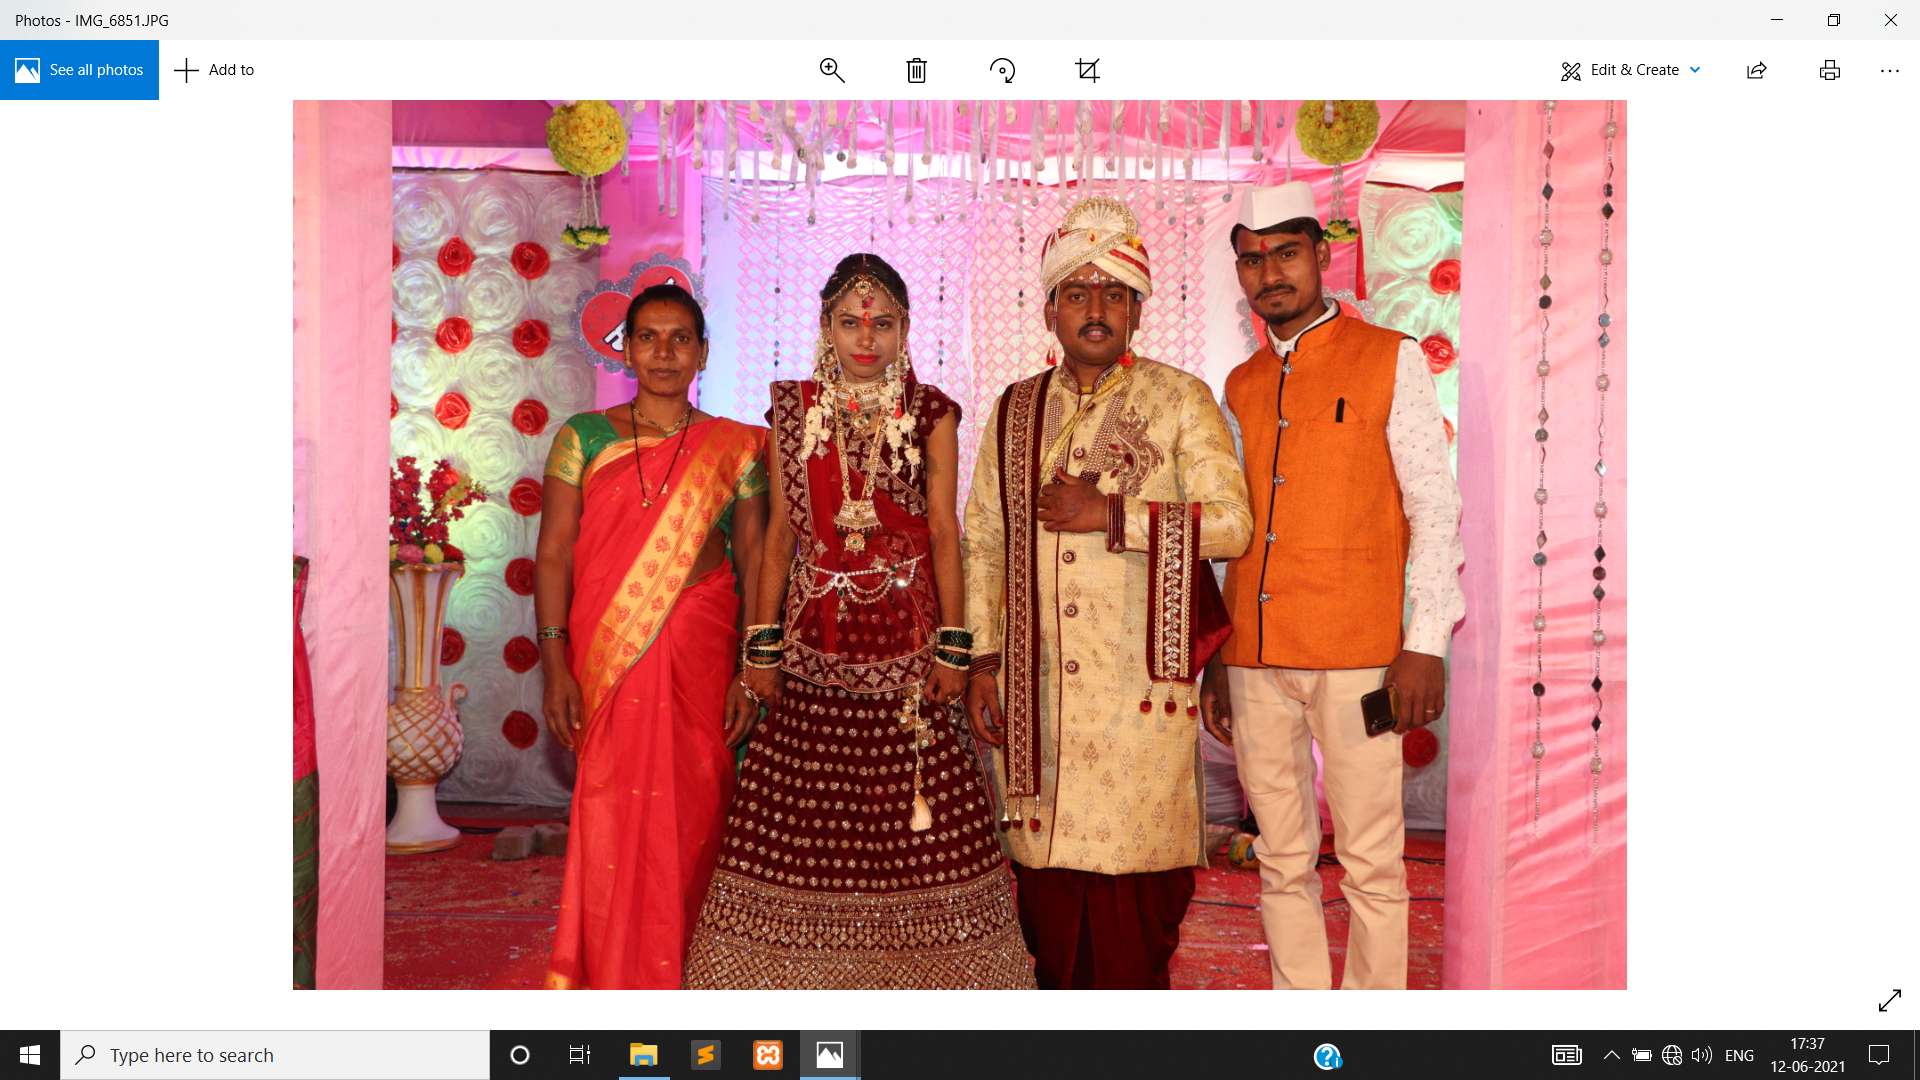 Photos - IMG_6851.JPG
See all photos
Add to
Edit & Create
Type here to search
ENG
17:37
12-06-2021